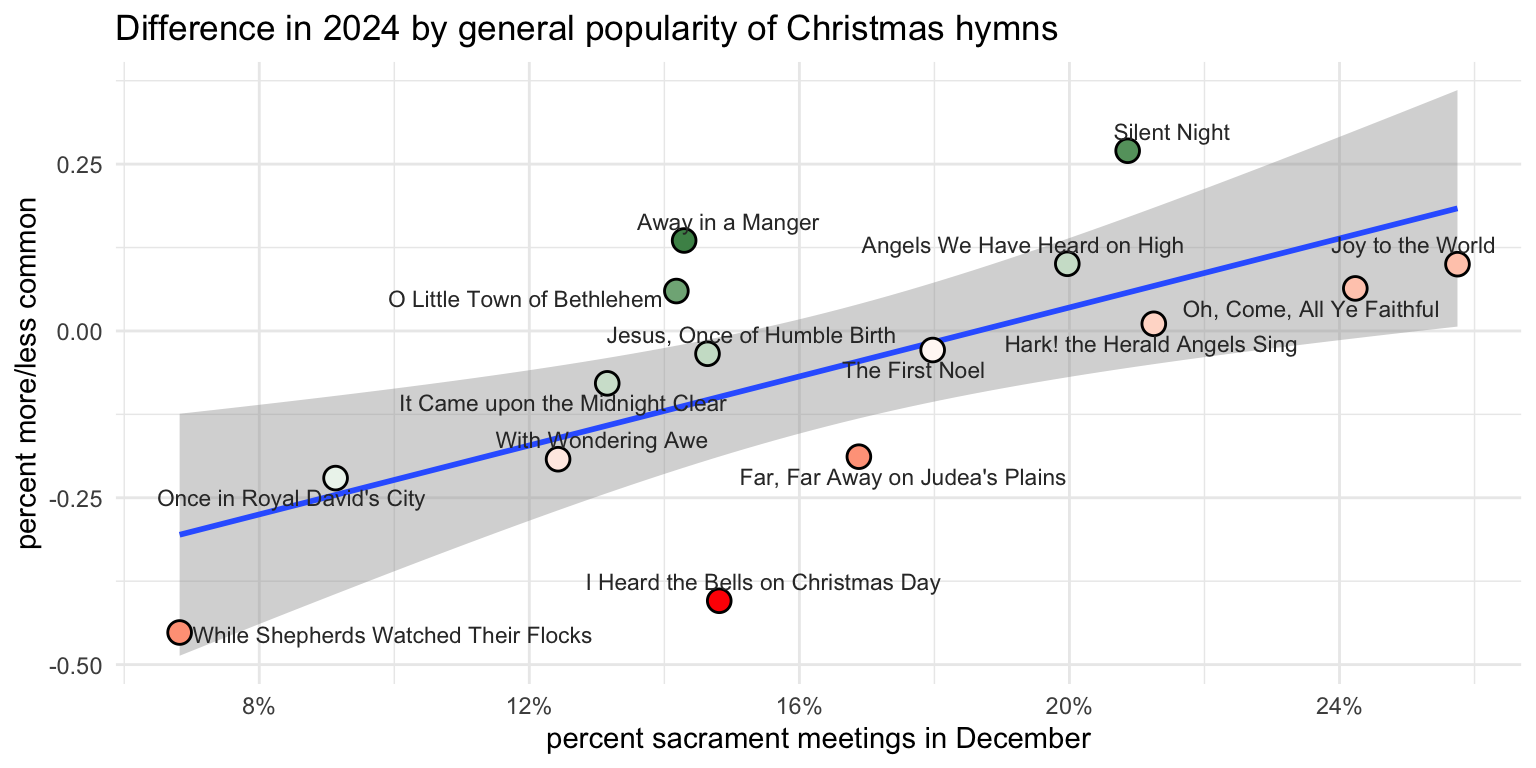 Difference in 2024 by general popularity of Christmas hymns
percent more/less common
0.25
0.00
-0.25
-0.50
Silent Night
Away in a Manger
Angels We Have Heard on High
Joy to the World
O Little Town of Bethlehem
Oh, Come, All Ye Faithful
Jesus, Once of Humble Birth
Hark! the Herald Angels Sing
The First Noel
It Came upon the Midnight Clear
With Wondering Awe
Far, Far Away on Judea's Plains
Once in Royal David's City
I Heard the Bells on Christmas Day
While Shepherds Watched Their Flocks
8%
12%
16%
20%
24%
percent sacrament meetings in December